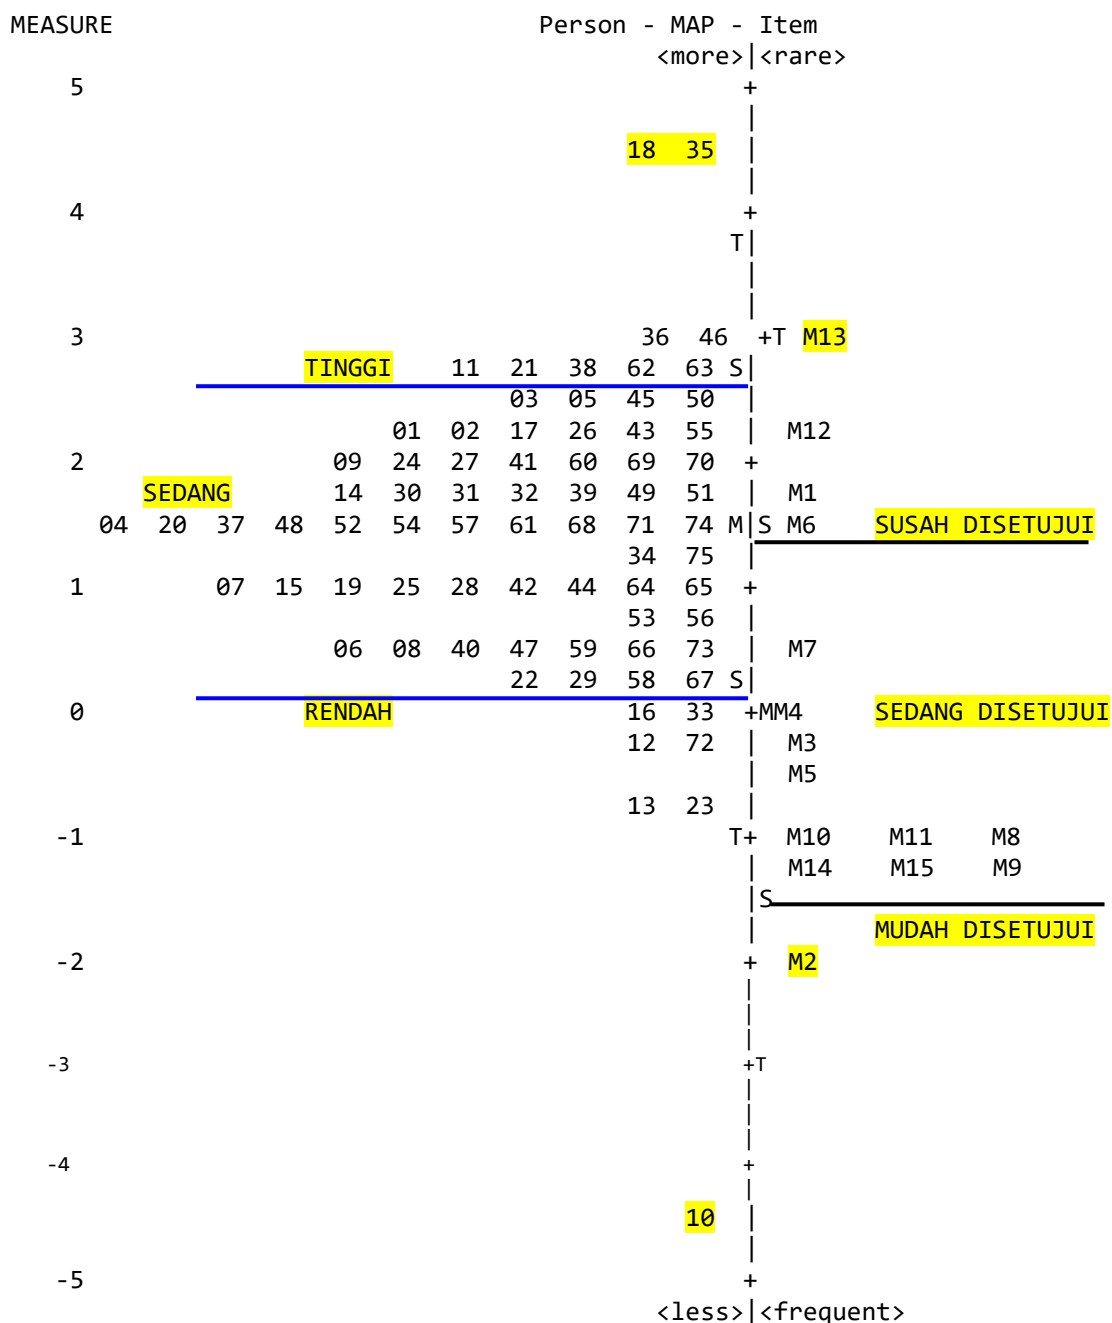 MEASURE Person - MAP - Item
<more>|<rare>
5 +
|
18 35 |
|
4 +
T|
|
|
3 36 46 +T M13
TINGGI 11 21 38 62 63 S|
03 05 45 50 |
01 02 17 26 43 55 | M12
2 09 24 27 41 60 69 70 +
SEDANG 14 30 31 32 39 49 51 | M1
04 20 37 48 52 54 57 61 68 71 74 M|S M6 SUSAH DISETUJUI
34 75 |
1 07 15 19 25 28 42 44 64 65 +
53 56 |
06 08 40 47 59 66 73 | M7
22 29 58 67 S|
0 RENDAH 16 33 +MM4 SEDANG DISETUJUI
12 72 | M3
| M5
13 23 |
-1 T+ M10 M11 M8
| M14 M15 M9
|S
| MUDAH DISETUJUI
-2 + M2
|
|
|
-3 +T
|
|
|
-4 +
|
10 |
|
-5 +
<less>|<frequent>